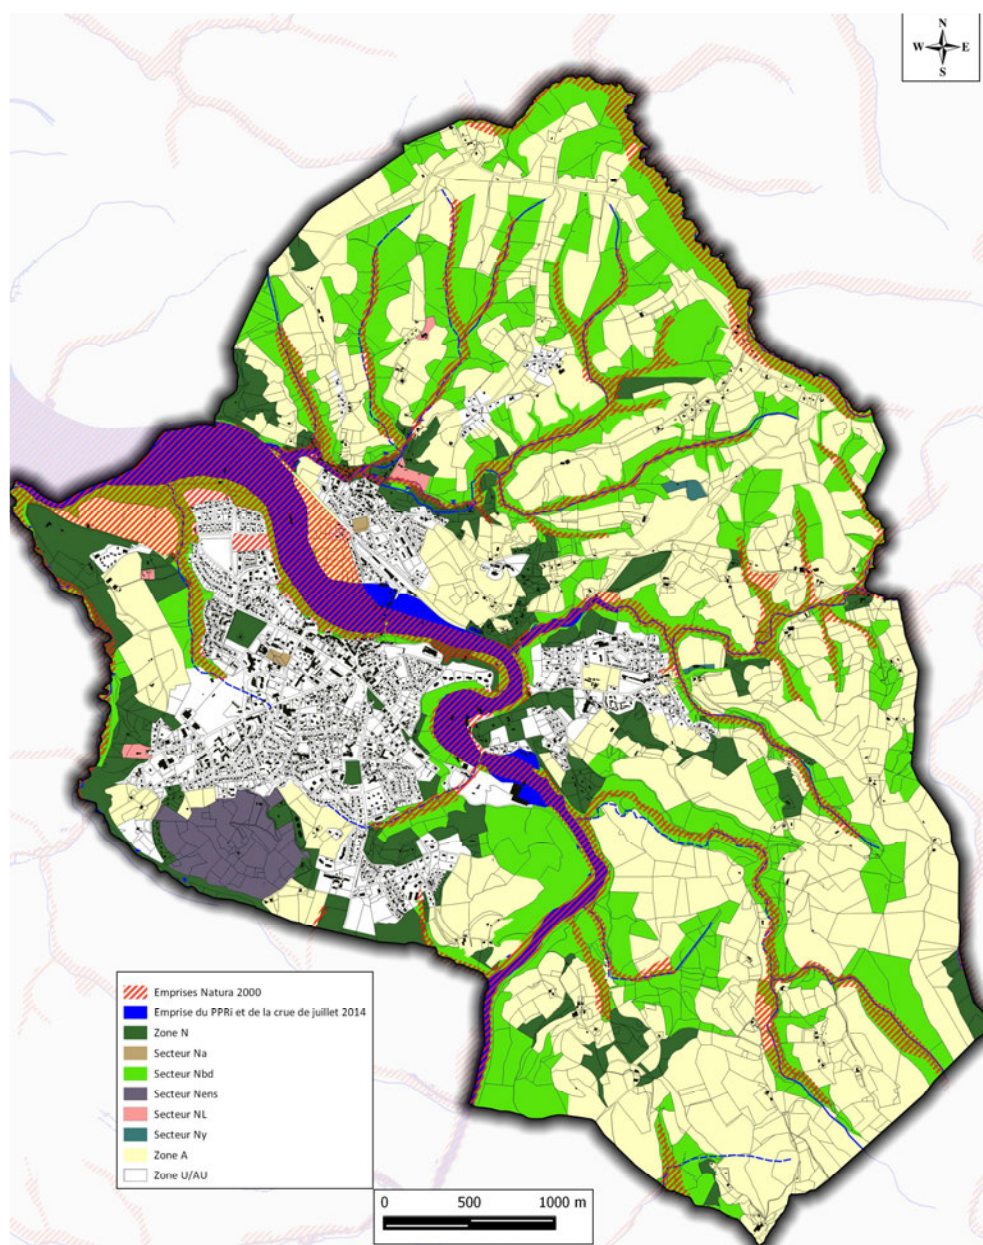 N
W E
S
Emprises Natura 2000
Emprise du PPRi et de la crue de juillet 2014
Zone N
Secteur Na
Secteur Nbd
Secteur Nens
Secteur NL
Secteur Ny
Zone A
Zone U/AU
0 500 1000 m